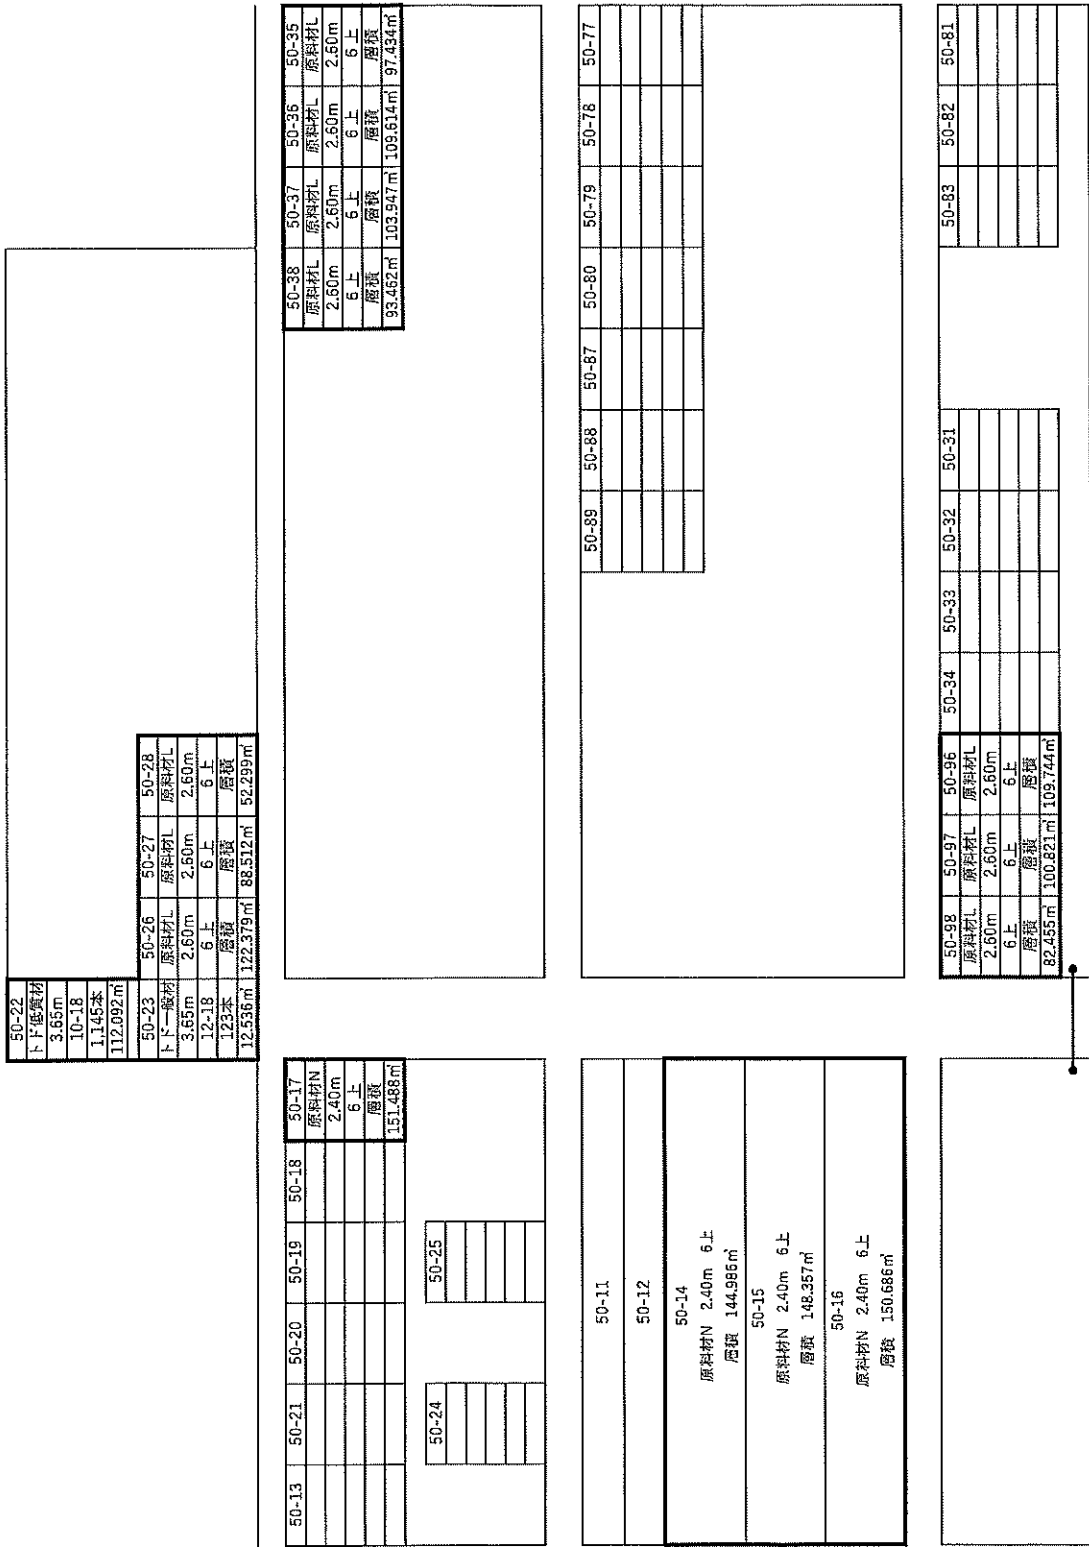 50-22
トド低質材
3.65m
10-18
1,145本
112.092㎥
50-23 50-26 50-27 50-28
トド一般材 原料材L 原料材L 原料材L
3.65m 2.60m 2.60m 2.60m
12-18 6上 6上 6上
123本 層積 層積 層積
12.536㎥ 122.379㎥ 88.512㎥ 52.299㎥
50-13 50-21 50-20 50-19 50-18 50-17
原料材N
2.40m
6上
層積
151.488㎥
50-24 50-25
50-38 50-37 50-36 50-35
原料材L 原料材L 原料材L 原料材L
2.60m 2.60m 2.60m 2.60m
6上 6上 6上 6上
層積 層積 層積 層積
93.462㎥ 103.947㎥ 109.614㎥ 97.434㎥
50-11
50-12
50-14
原料材N 2.40m 6上
層積 144.986㎥
50-15
原料材N 2.40m 6上
層積 148.357㎥
50-16
原料材N 2.40m 6上
層積 150.686㎥
50-89 50-88 50-87 50-80 50-79 50-78 50-77
50-98 50-97 50-96 50-34 50-33 50-32 50-31 50-83 50-82 50-81
原料材L 原料材L 原料材L
2.60m 2.60m 2.60m
6上 6上 6上
層積 層積 層積
82.455㎥ 100.821㎥ 109.744㎥